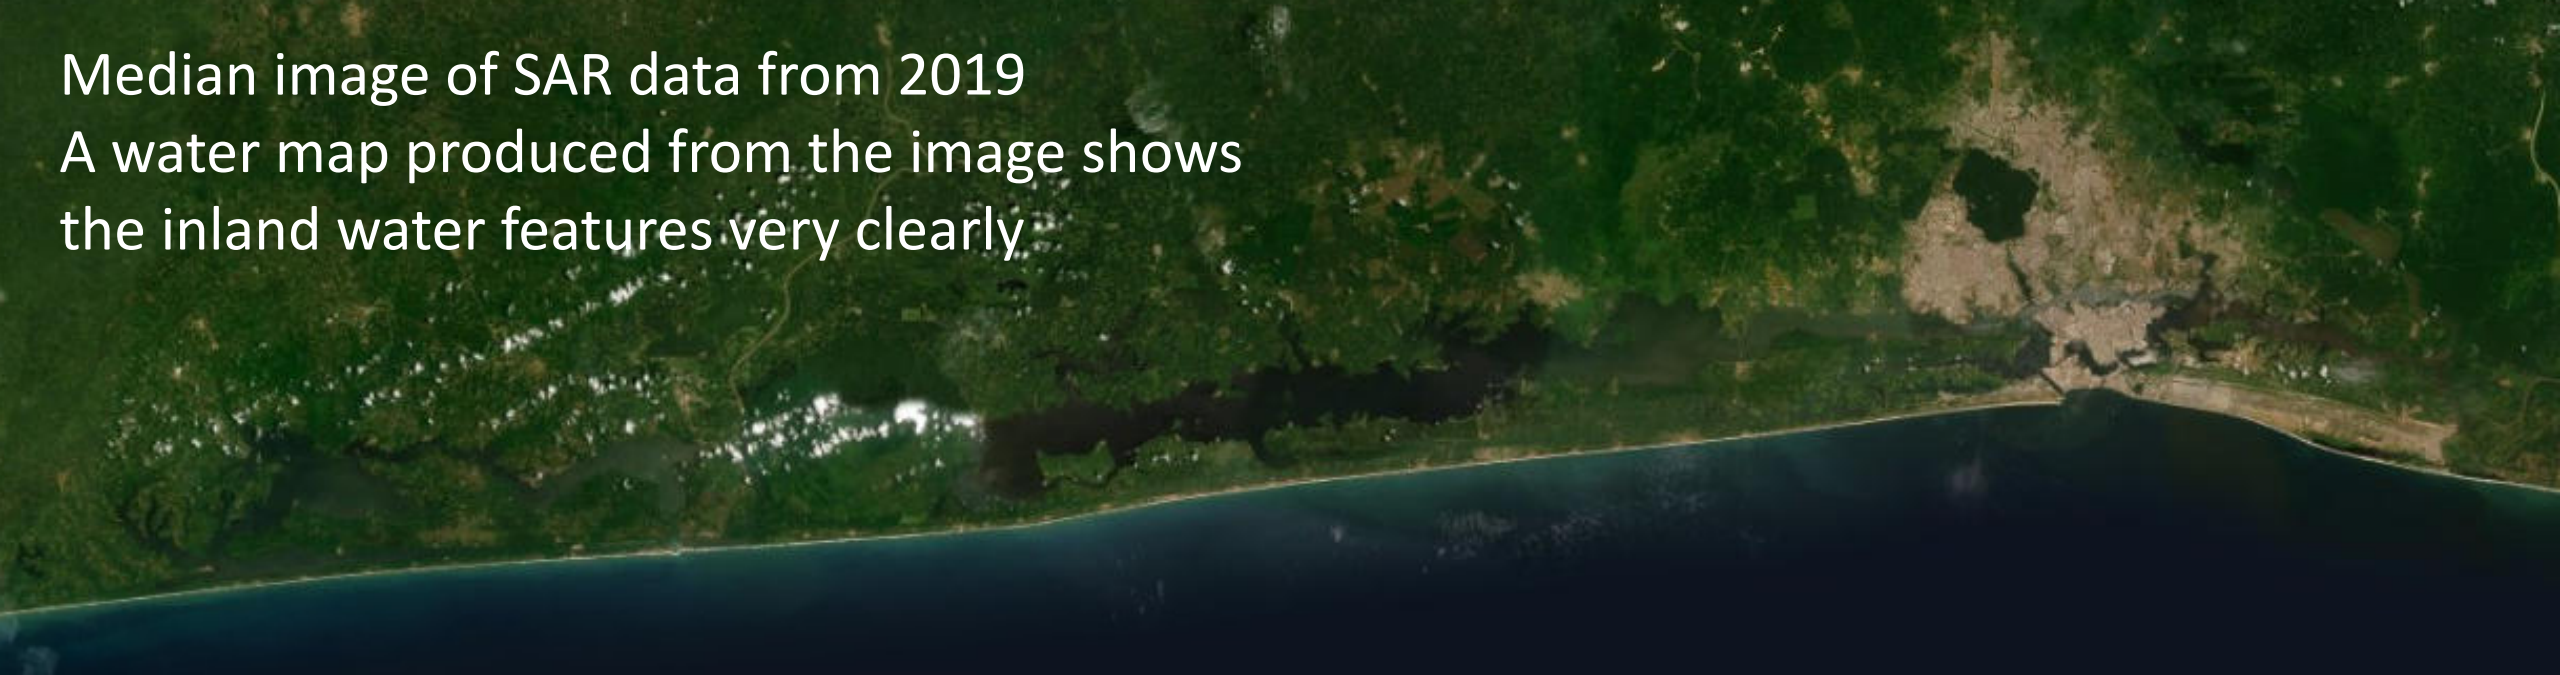 Median image of SAR data from 2019
A water map produced from the image shows
the inland water features very clearly